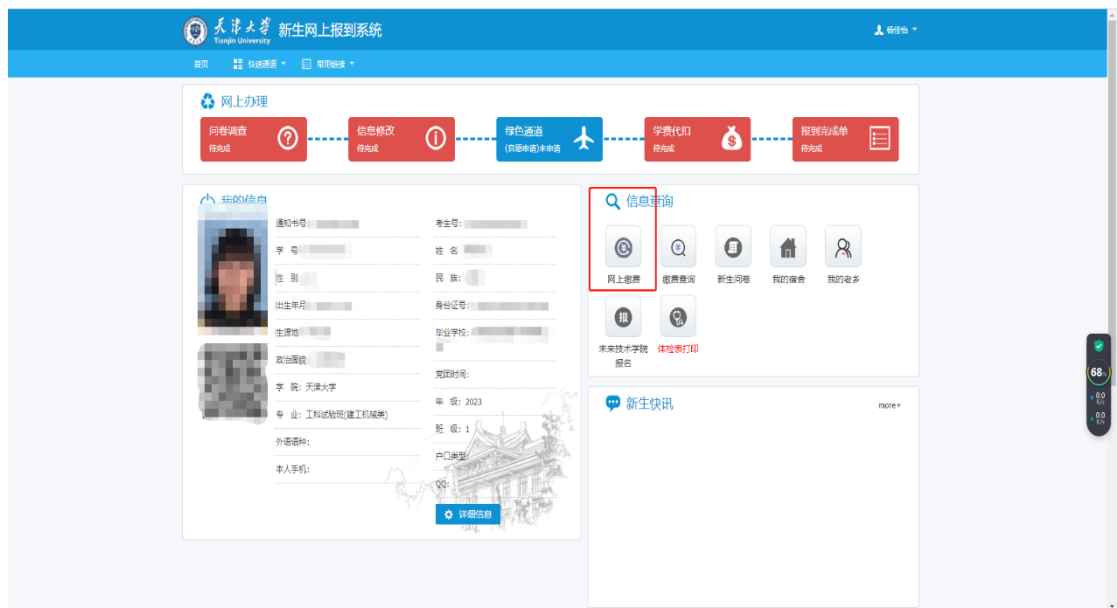 天津大学 新生网上报到系统
Tianjin University
首页 快速通道 常用链接
网上办理
问卷调查 信息修改 绿色通道 学费代扣 报到完成单
待完成 待完成 (自愿申请)未申请 待完成 待完成
我的信息
通知书号: 考生号:
学 号 姓 名
性 别 民 族:
出生年月: 身份证号:
生源地 毕业学校:
政治面貌
党团时间:
学 院: 天津大学
年 级: 2023
专 业: 工科试验班(建工机械类)
班 级: 1
外语语种:
户口类型:
本人手机:
QQ:
详细信息
信息查询
网上缴费 缴费查询 新生问卷 我的宿舍 我的老乡
报
未来技术学院 体检表打印
报名
新生快讯 more+
68%
0.0
K/s
0.0
K/s